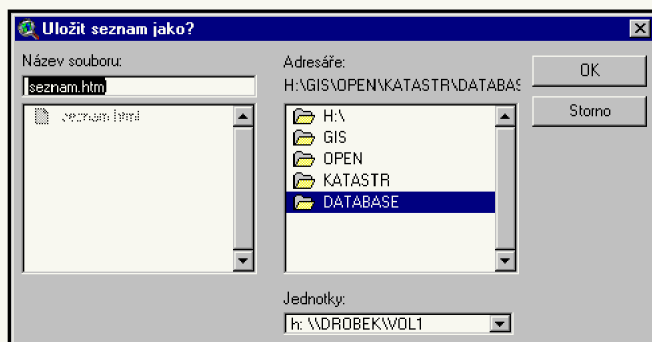 Uložit seznam jako?
Název souboru:
seznam.htm
seznam.html
Adresáře:
H:\GIS\OPEN\KATASTR\DATABAS
H:\
GIS
OPEN
KATASTR
DATABASE
Jednotky:
h: \\DROBEK\VOL1
OK
Storno